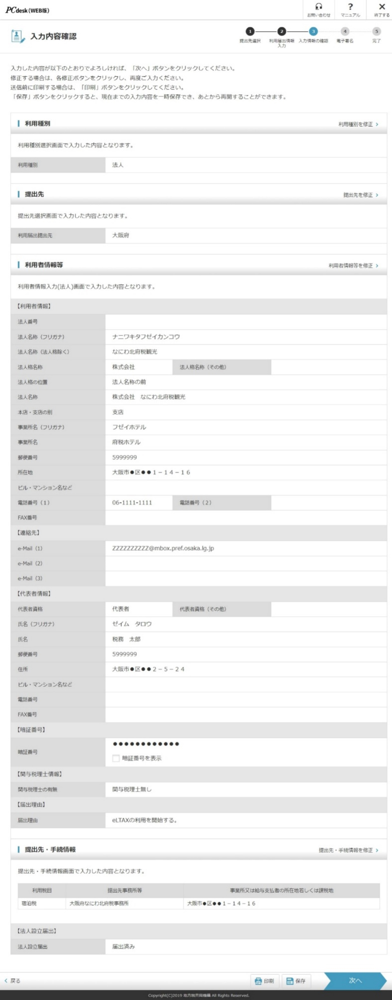 PCdesk (WEB版)
お問い合わせ
?
マニュアル
終了する
入力内容確認
1 2 3 4 5
提出先選択 利用届出情報入力 入力情報の確認 電子署名 完了
入力した内容が以下のとおりでよろしければ、「次へ」ボタンをクリックしてください。
修正する場合は、各修正ボタンをクリックし、再度ご入力ください。
送信前に印刷する場合は、「印刷」ボタンをクリックしてください。
「保存」ボタンをクリックすると、現在までの入力内容を一時保存でき、あとから再開することができます。
利用種別 利用種別を修正 >
利用種別選択画面で入力した内容となります。
利用種別 法人
提出先 提出先を修正 >
提出先選択画面で入力した内容となります。
利用届出提出先 大阪府
利用者情報等 利用者情報等を修正 >
利用者情報入力(法人)画面で入力した内容となります。
【利用者情報】
法人番号
法人名称（フリガナ） ナニワキタフゼイカンコウ
法人名称（法人格除く） なにわ北府税観光
法人格名称 株式会社 法人格名称（その他）
法人格の位置 法人名称の前
法人名称 株式会社　なにわ北府税観光
本店・支店の別 支店
事業所名（フリガナ） フゼイホテル
事業所名 府税ホテル
郵便番号 5999999
所在地 大阪市●区●●１－１４－１６
ビル・マンション名など
電話番号（1） 06-1111-1111 電話番号（2）
FAX番号
【連絡先】
e-Mail（1） ZZZZZZZZZZ@mbox.pref.osaka.lg.jp
e-Mail（2）
e-Mail（3）
【代表者情報】
代表者資格 代表者 代表者資格（その他）
氏名（フリガナ） ゼイム　タロウ
氏名 税務　太郎
郵便番号 5999999
住所 大阪市●区●●２－５－２４
ビル・マンション名など
電話番号
FAX番号
【暗証番号】
暗証番号 ●●●●●●●●●●●●
暗証番号を表示
【関与税理士情報】
関与税理士の有無 関与税理士無し
【届出理由】
届出理由 eLTAXの利用を開始する。
提出先・手続情報 提出先・手続情報を修正 >
提出先・手続情報画面で入力した内容となります。
利用税目 提出先事務所等 事業所又は給与支払者の所在地若しくは課税地
宿泊税 大阪府なにわ北府税事務所 大阪市●区●●１－１４－１６
【法人設立届出】
法人設立届出 届出済み
< 戻る 印刷 保存 次へ
Copyright(C)2019 地方税共同機構 All Rights Reserved.